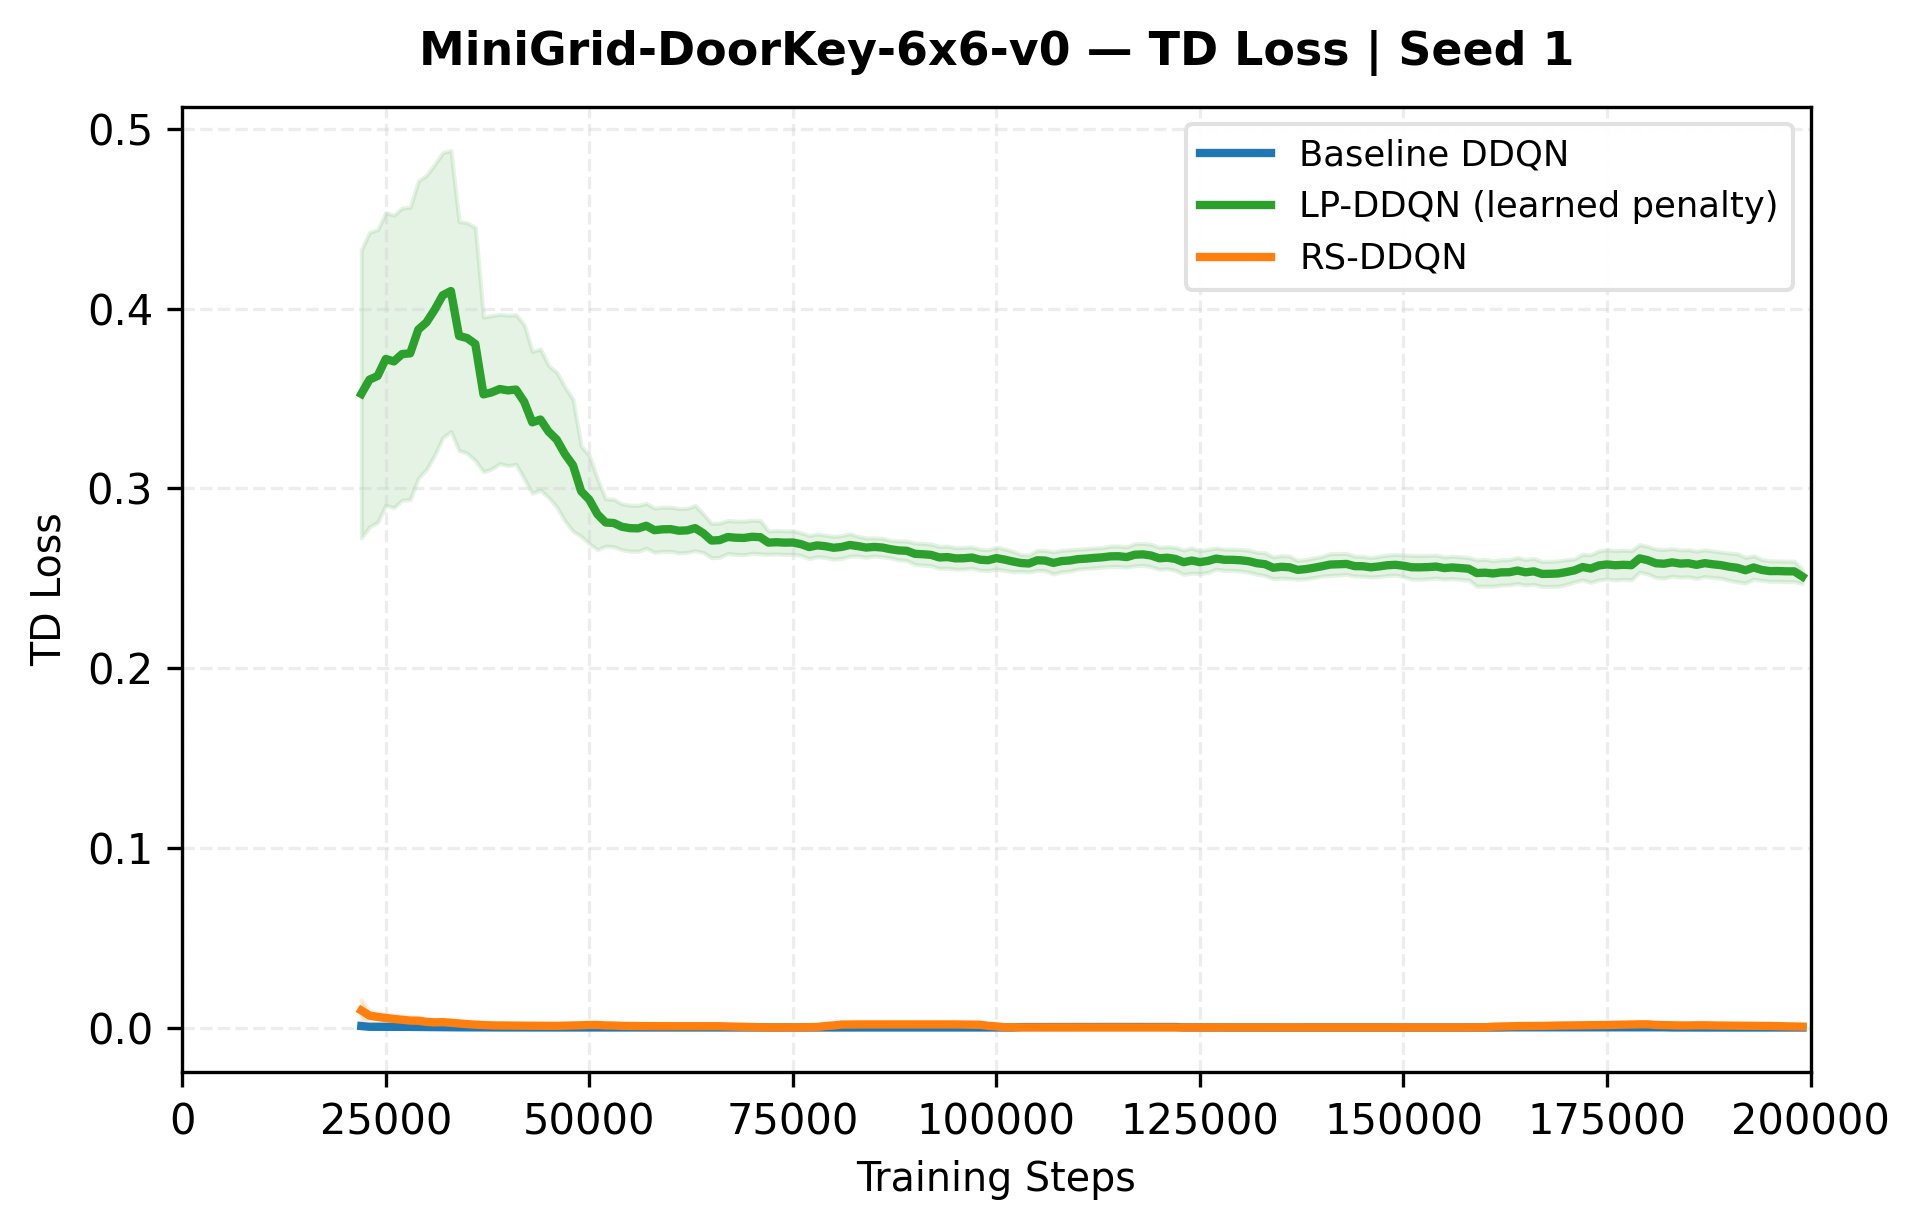 MiniGrid-DoorKey-6x6-v0 — TD Loss | Seed 1
Baseline DDQN
LP-DDQN (learned penalty)
RS-DDQN
TD Loss
0.5
0.4
0.3
0.2
0.1
0.0
0 25000 50000 75000 100000 125000 150000 175000 200000
Training Steps